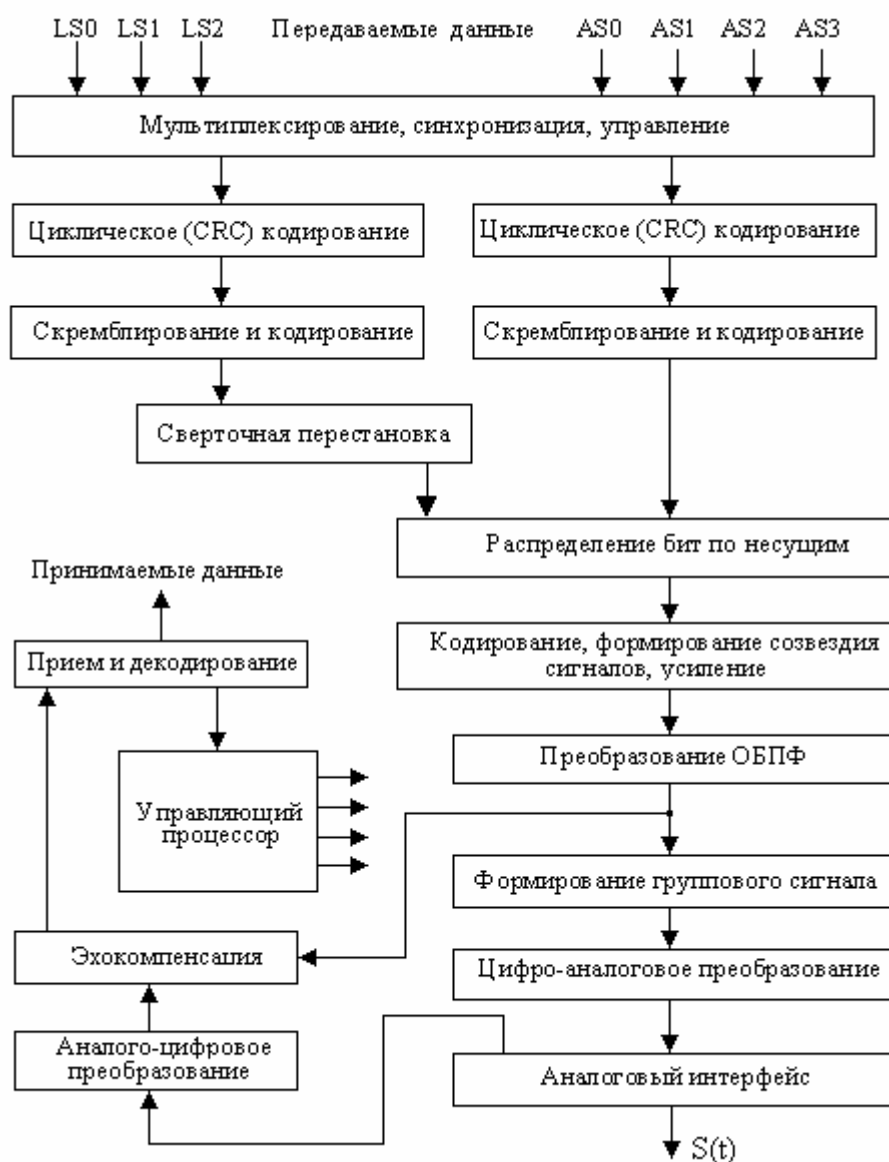 LS0 LS1 LS2 Передаваемые данные AS0 AS1 AS2 AS3
Мультиплексирование, синхронизация, управление
Циклическое (CRC) кодирование
Циклическое (CRC) кодирование
Скремблирование и кодирование
Скремблирование и кодирование
Сверточная перестановка
Распределение бит по несущим
Принимаемые данные
Кодирование, формирование созвездия
сигналов, усиление
Прием и декодирование
Преобразование ОБПФ
Управляющий
процессор
Формирование группового сигнала
Эхокомпенсация
Цифро-аналоговое преобразование
Аналого-цифровое
преобразование
Аналоговый интерфейс
S(t)